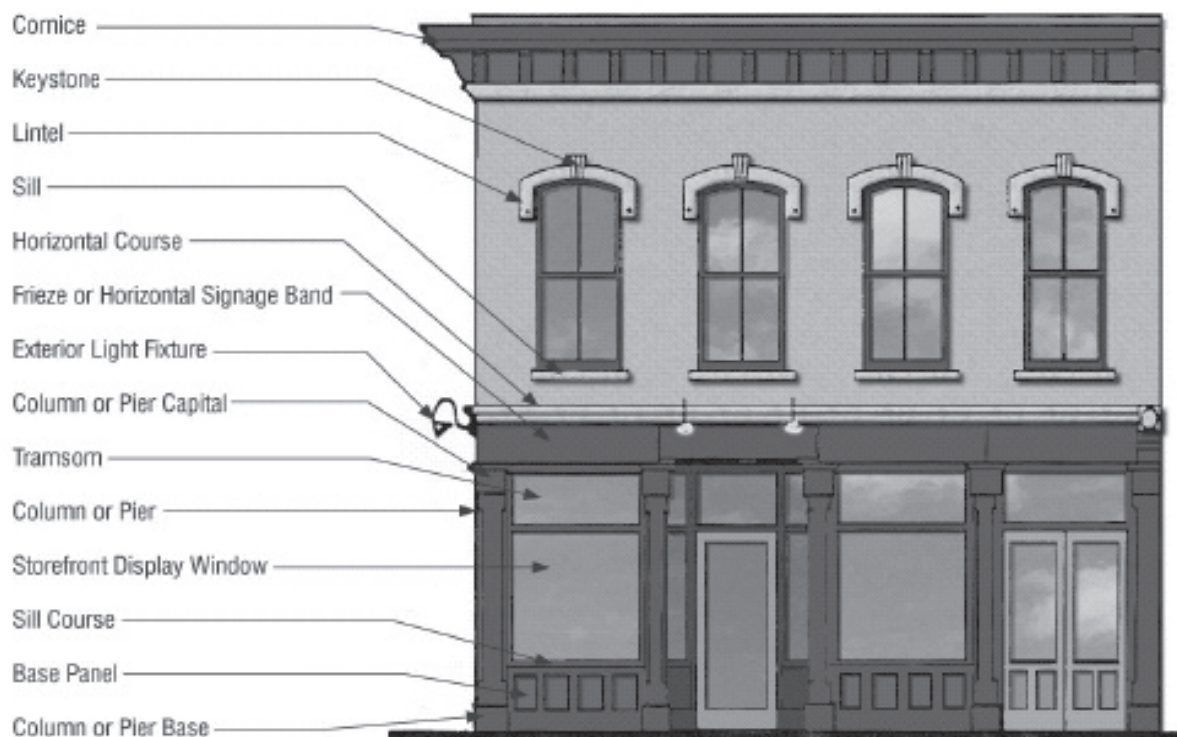 Cornice
Keystone
Lintel
Sill
Horizontal Course
Frieze or Horizontal Signage Band
Exterior Light Fixture
Column or Pier Capital
Tramsorn
Column or Pier
Storefront Display Window
Sill Course
Base Panel
Column or Pier Base